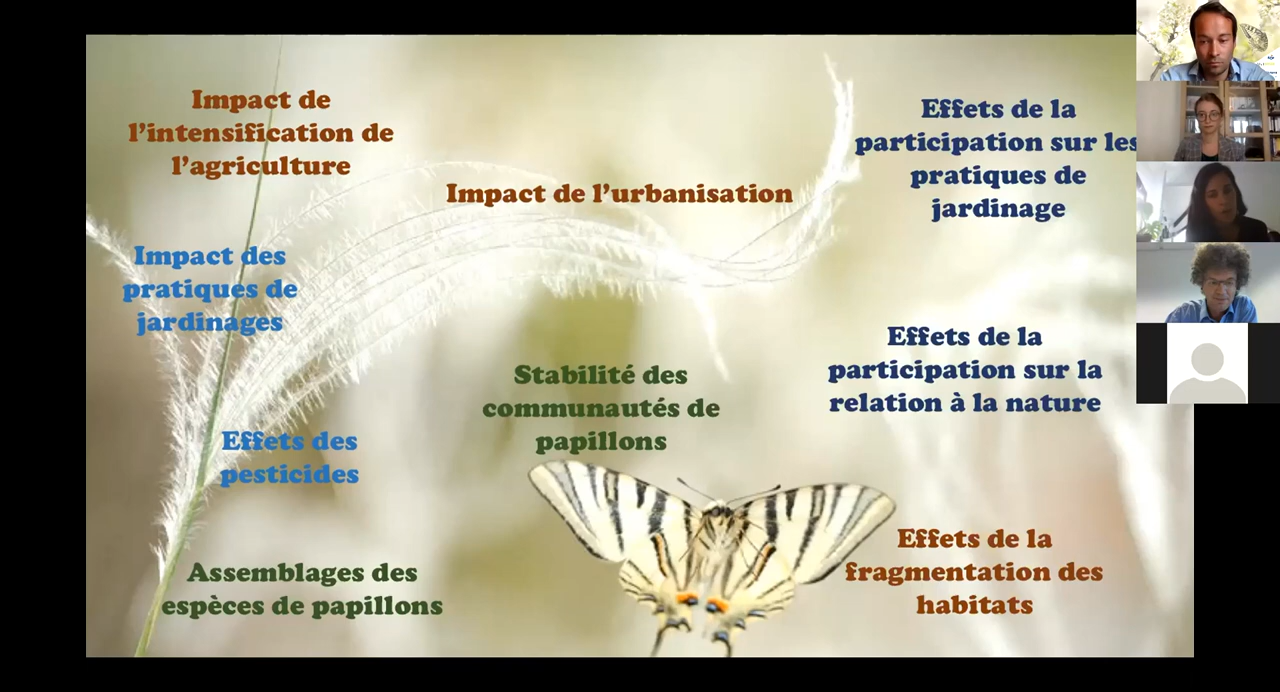 Impact de
l'intensification de
l'agriculture
Impact de l'urbanisation
Effets de la
participation sur les
pratiques de
jardinage
Impact des
pratiques de
jardinages
Stabilité des
communautés de
papillons
Effets de la
participation sur la
relation à la nature
Effets des
pesticides
Assemblages des
espèces de papillons
Effets de la
fragmentation des
habitats